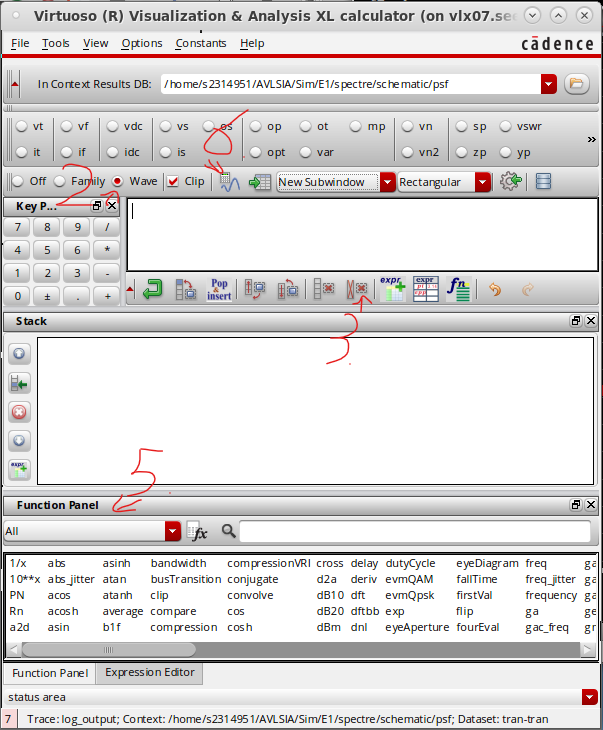 Virtuoso (R) Visualization & Analysis XL calculator (on vlx07.see
File Tools View Options Constants Help
cādence
In Context Results DB: /home/s2314951/AVLSIA/Sim/E1/spectre/schematic/psf
vt vf vdc vs os op ot mp vn sp vswr
it if idc is opt var vn2 zp yp
»
Off Family Wave Clip New Subwindow Rectangular
Key P...
7 8 9 /
4 5 6 *
1 2 3 -
0 ± . +
Pop & insert
expr
expr
fn
3
Stack
expr
5
Function Panel
All
fx
1/x abs asinh bandwidth compressionVRI cross delay dutyCycle eyeDiagram freq ga
10**x abs_jitter atan busTransition conjugate d2a deriv evmQAM fallTime freq_jitter ga
PN acos atanh clip convolve dB10 dft evmQpsk firstVal frequency ga
Rn acosh average compare cos dB20 dftbb exp flip ga ge
a2d asin b1f compression cosh dBm dnl eyeAperture fourEval gac_freq gr
Function Panel Expression Editor
status area
7 Trace: log_output; Context: /home/s2314951/AVLSIA/Sim/E1/spectre/schematic/psf; Dataset: tran-tran